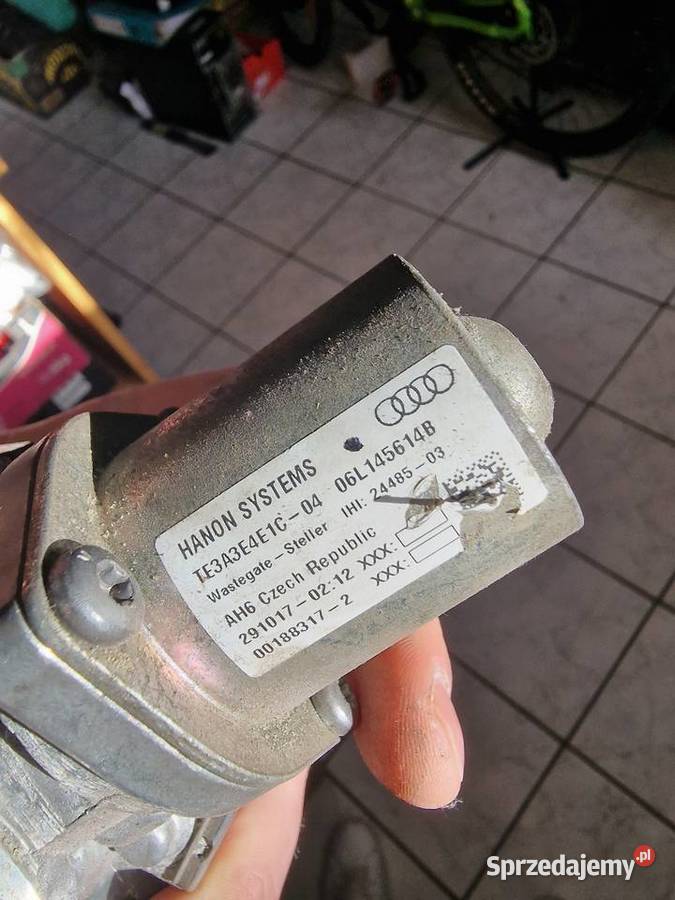 HANON SYSTEMS
TE3A3E4E1C-04 06L145614B
Wastegate-Steller IHI: 24485-03
AH6 Czech Republic
291017-02:12 XXX:
00188317-2 XXX:
Sprzedajemy.pl